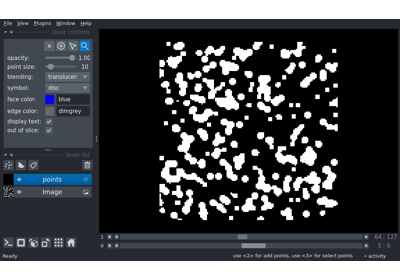 File View Plugins Window Help
layer controls
opacity: 1.00
point size: 10
blending: translucen
symbol: disc
face color: blue
edge color: dimgrey
display text:
out of slice:
layer list
points
Image
1 64 127
0 5 9
Ready use <2> for add points, use <3> for select points activity